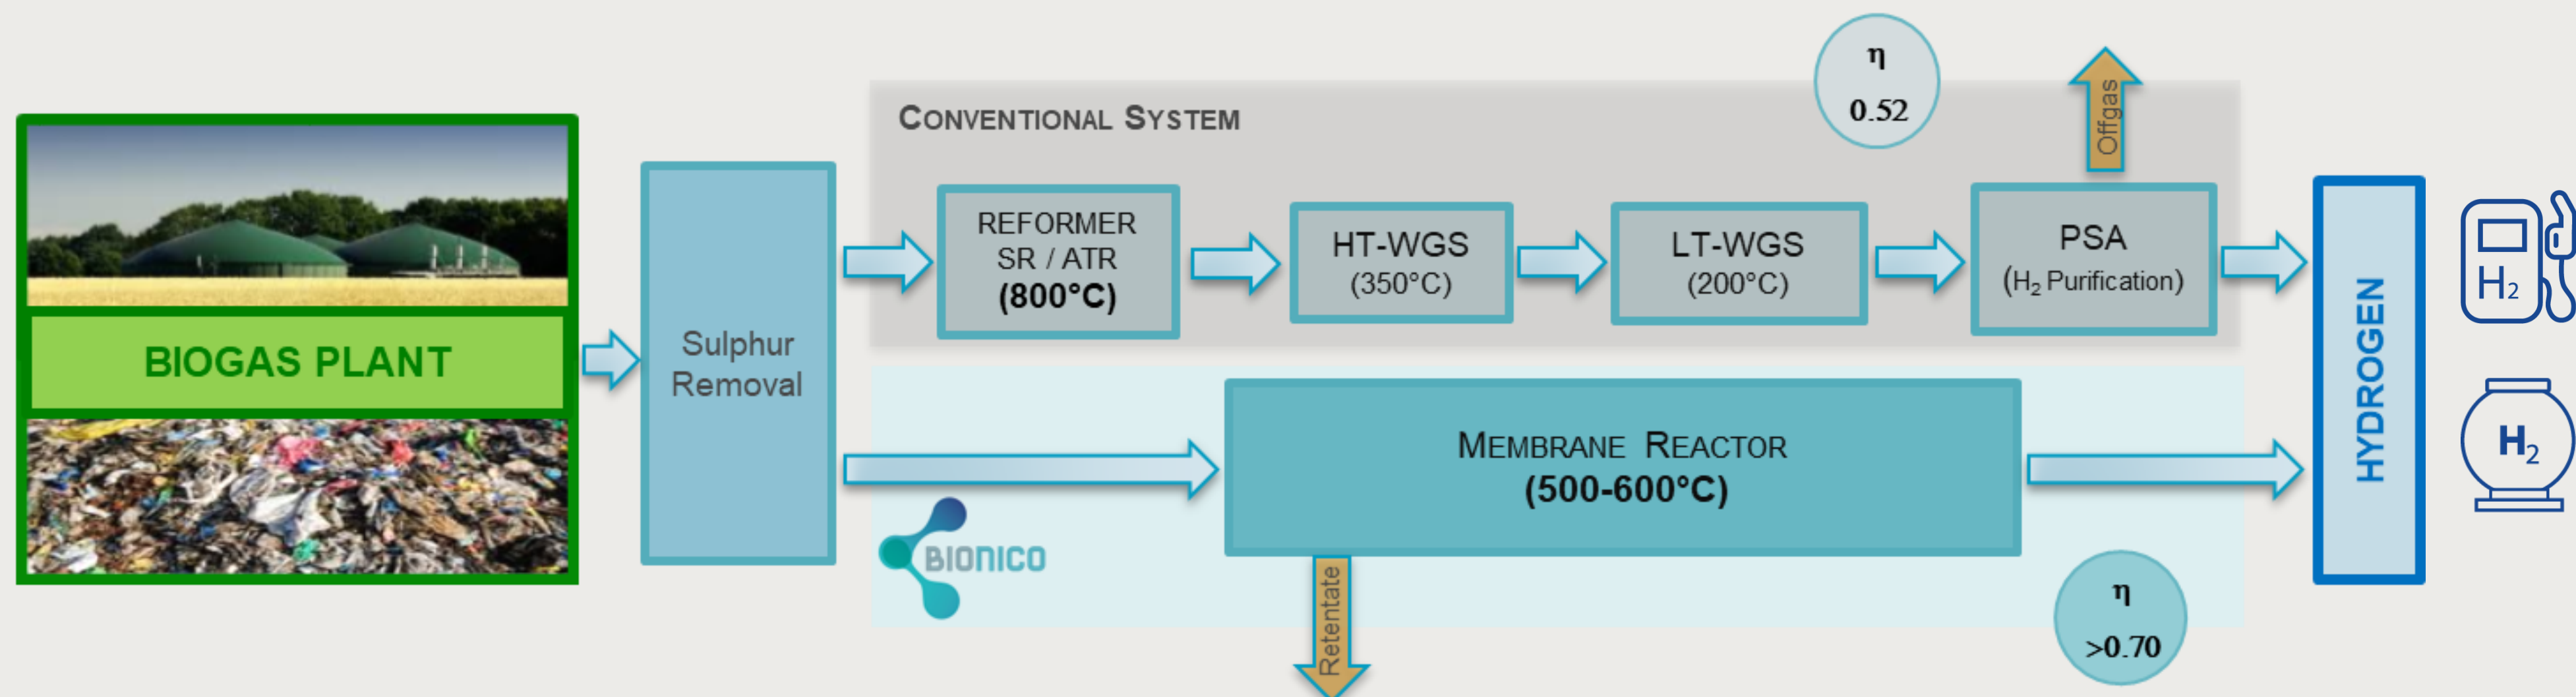 BIOGAS PLANT
Sulphur
Removal
CONVENTIONAL SYSTEM
η
0.52
Offgas
REFORMER
SR / ATR
(800°C)
HT-WGS
(350°C)
LT-WGS
(200°C)
PSA
(H₂ Purification)
MEMBRANE REACTOR
(500-600°C)
BIONICO
Retentate
η
>0.70
HYDROGEN
H₂
H₂